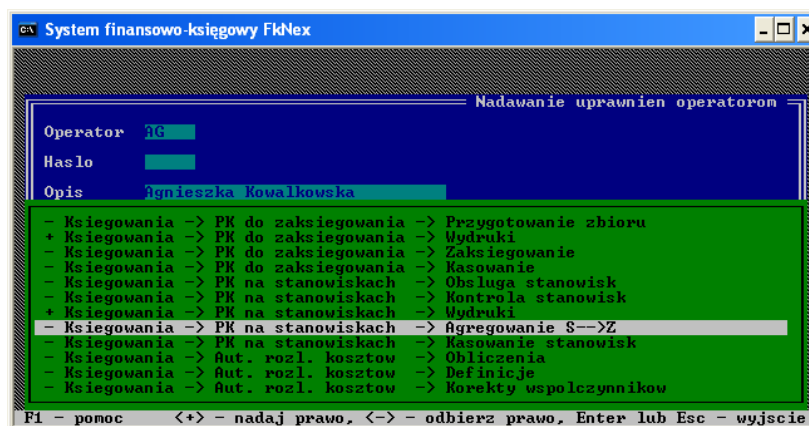 System finansowo-księgowy FkNex
Nadawanie uprawnien operatorom
Operator AG
Haslo
Opis Agnieszka Kowalkowska
- Ksiegowania -> PK do zaksiegowania -> Przygotowanie zbioru
+ Ksiegowania -> PK do zaksiegowania -> Wydruki
- Ksiegowania -> PK do zaksiegowania -> Zaksiegowanie
- Ksiegowania -> PK do zaksiegowania -> Kasowanie
- Ksiegowania -> PK na stanowiskach -> Obsluga stanowisk
- Ksiegowania -> PK na stanowiskach -> Kontrola stanowisk
+ Ksiegowania -> PK na stanowiskach -> Wydruki
- Ksiegowania -> PK na stanowiskach -> Agregowanie S-->Z
- Ksiegowania -> PK na stanowiskach -> Kasowanie stanowisk
- Ksiegowania -> Aut. rozl. kosztow -> Obliczenia
- Ksiegowania -> Aut. rozl. kosztow -> Definicje
- Ksiegowania -> Aut. rozl. kosztow -> Korekty wspolczynnikow
F1 - pomoc <+> - nadaj prawo, <-> - odbierz prawo, Enter lub Esc - wyjscie